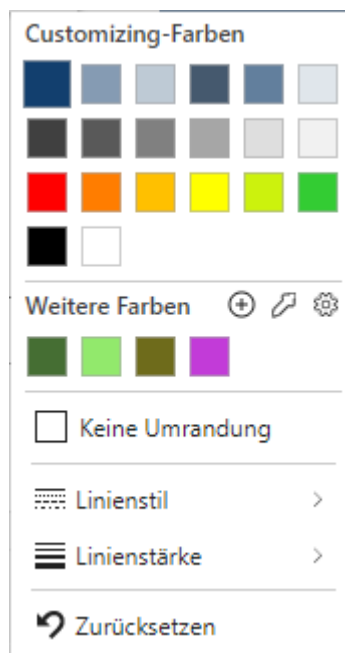 Customizing-Farben
Weitere Farben
Keine Umrandung
Linienstil
Linienstärke
Zurücksetzen